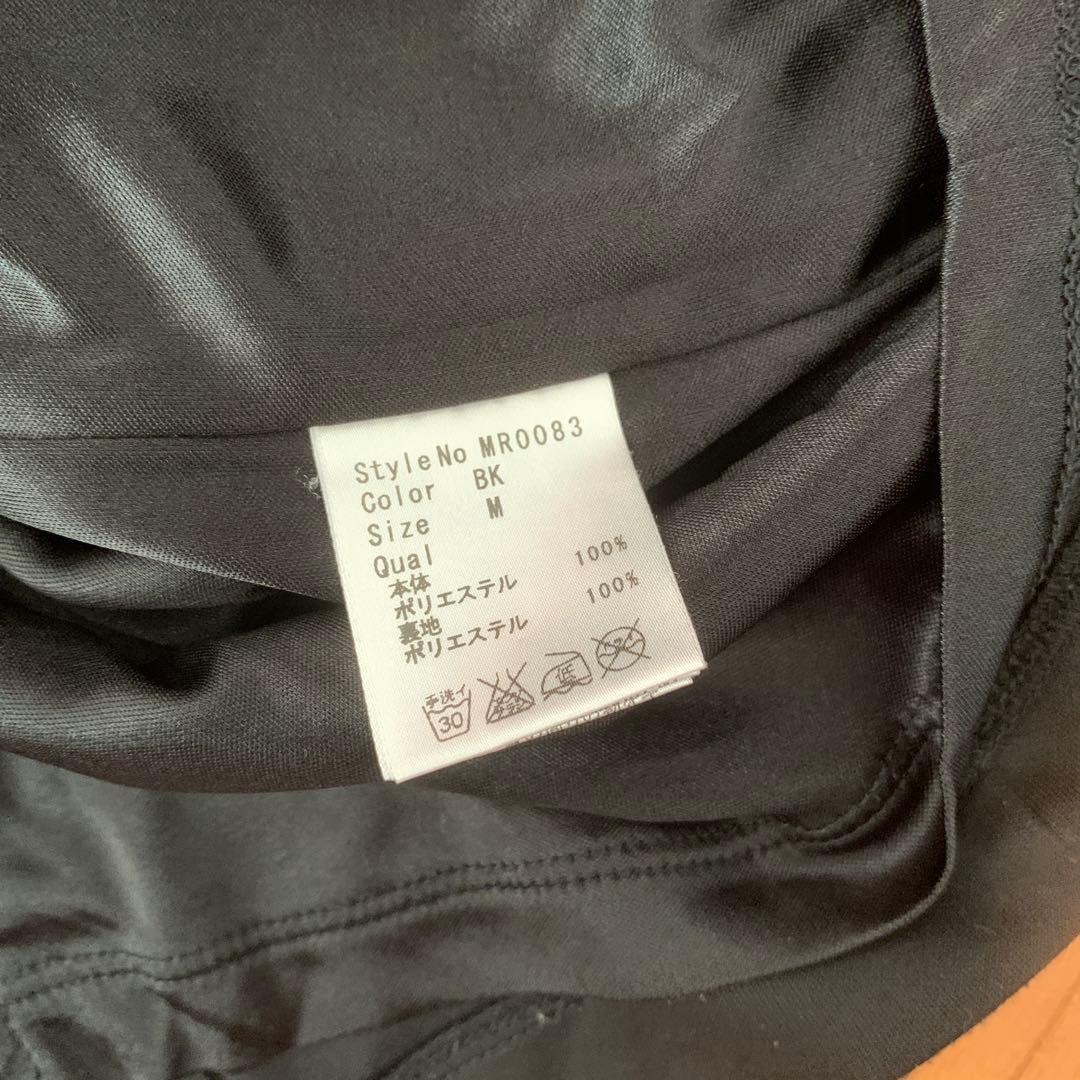 StyleNo MR0083
Color BK
Size M
Qual
本体
ポリエステル 100%
裏地
ポリエステル 100%
手洗イ
30
低